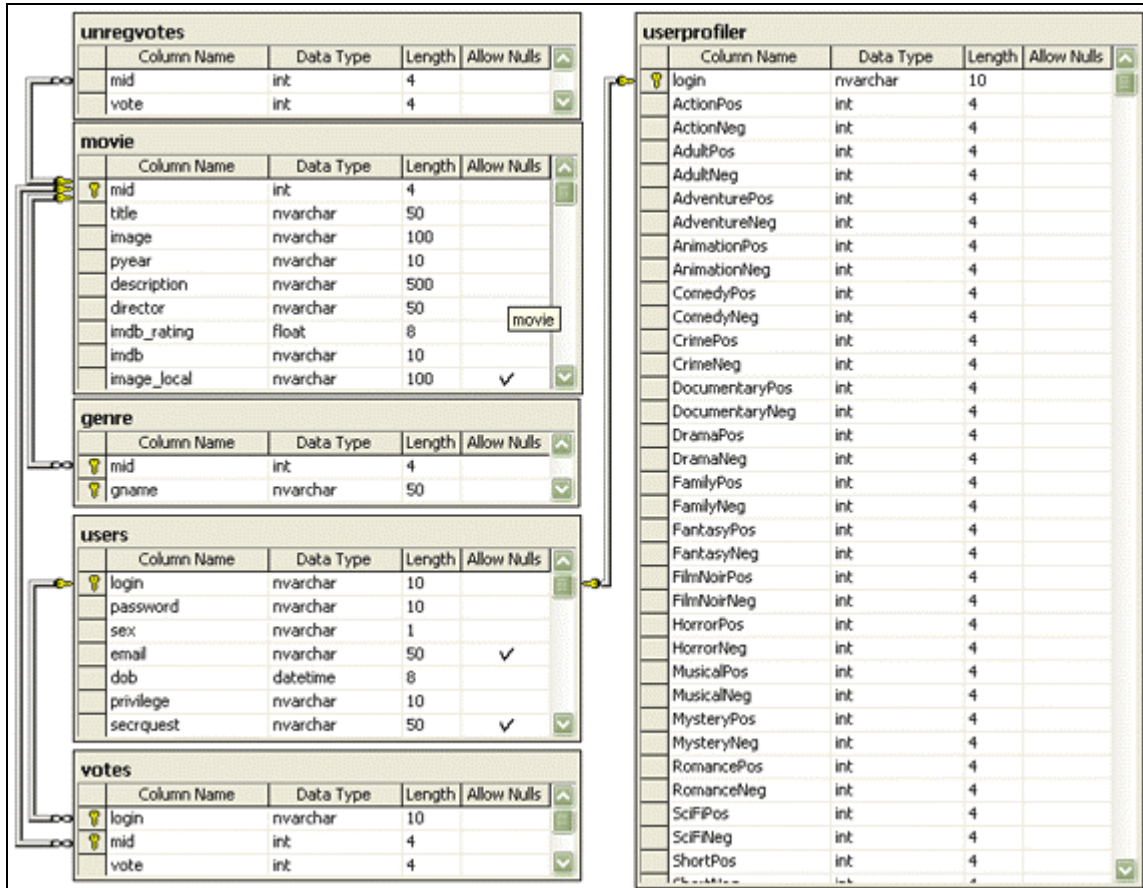 unregvotes
Column Name Data Type Length Allow Nulls
mid int 4
vote int 4
movie
Column Name Data Type Length Allow Nulls
mid int 4
title nvarchar 50
image nvarchar 100
pyear nvarchar 10
description nvarchar 500
director nvarchar 50
movie
imdb_rating float 8
imdb nvarchar 10
image_local nvarchar 100 ✓
genre
Column Name Data Type Length Allow Nulls
mid int 4
gname nvarchar 50
users
Column Name Data Type Length Allow Nulls
login nvarchar 10
password nvarchar 10
sex nvarchar 1
email nvarchar 50 ✓
dob datetime 8
privilege nvarchar 10
secrquest nvarchar 50 ✓
votes
Column Name Data Type Length Allow Nulls
login nvarchar 10
mid int 4
vote int 4
userprofiler
Column Name Data Type Length Allow Nulls
login nvarchar 10
ActionPos int 4
ActionNeg int 4
AdultPos int 4
AdultNeg int 4
AdventurePos int 4
AdventureNeg int 4
AnimationPos int 4
AnimationNeg int 4
ComedyPos int 4
ComedyNeg int 4
CrimePos int 4
CrimeNeg int 4
DocumentaryPos int 4
DocumentaryNeg int 4
DramaPos int 4
DramaNeg int 4
FamilyPos int 4
FamilyNeg int 4
FantasyPos int 4
FantasyNeg int 4
FilmNoirPos int 4
FilmNoirNeg int 4
HorrorPos int 4
HorrorNeg int 4
MusicalPos int 4
MusicalNeg int 4
MysteryPos int 4
MysteryNeg int 4
RomancePos int 4
RomanceNeg int 4
SciFiPos int 4
SciFiNeg int 4
ShortPos int 4